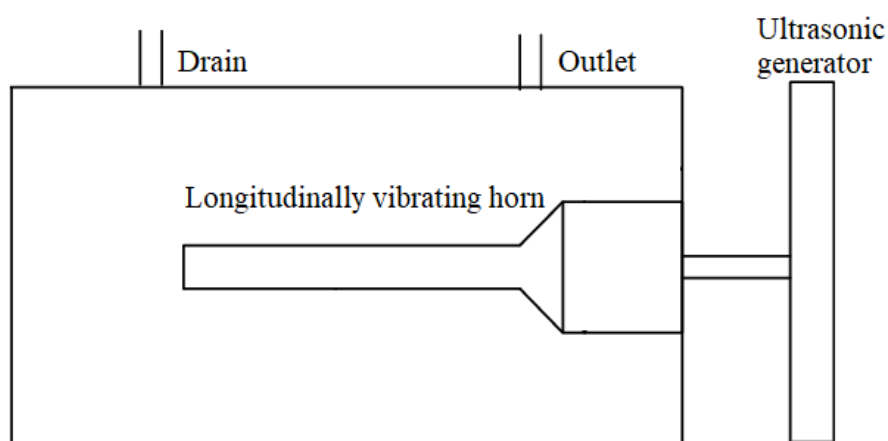 Ultrasonic
generator
Drain
Outlet
Longitudinally vibrating horn